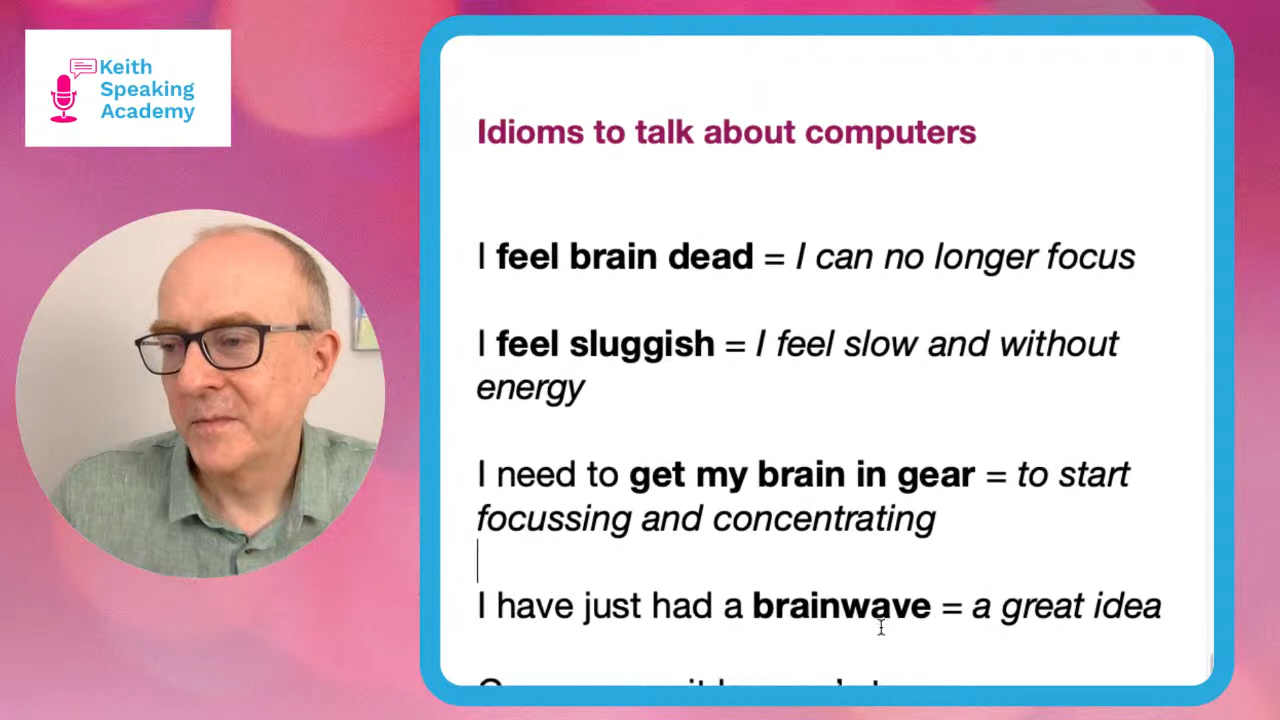 Keith
Speaking
Academy
Idioms to talk about computers
I feel brain dead = I can no longer focus
I feel sluggish = I feel slow and without
energy
I need to get my brain in gear = to start
focussing and concentrating
I have just had a brainwave = a great idea